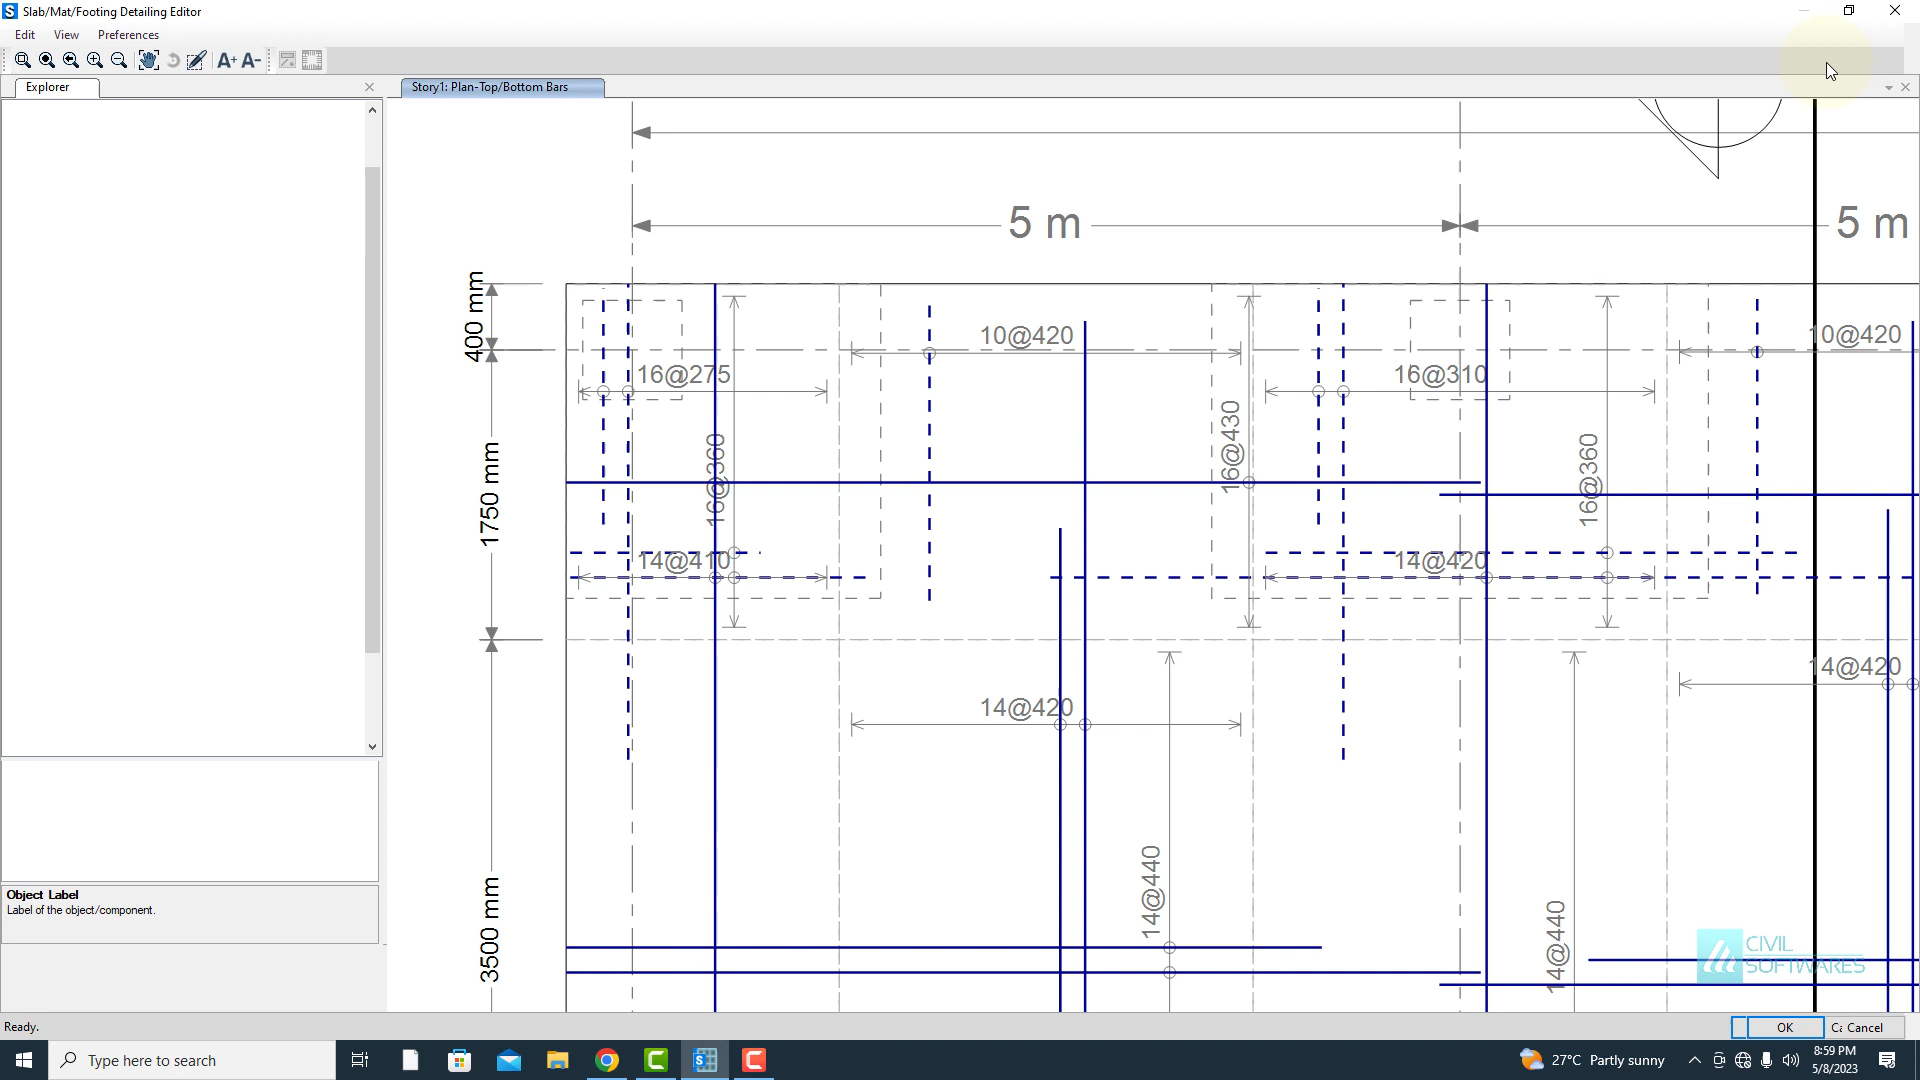 Slab/Mat/Footing Detailing Editor
Edit View Preferences
A+ A-
Explorer
Story1: Plan-Top/Bottom Bars
5 m
5 m
400 mm
10@420
10@420
16@275
16@310
16@360
16@430
16@360
1750 mm
14@410
14@420
14@420
14@420
14@440
14@440
3500 mm
Object Label
Label of the object/component.
CIVIL
SOFTWARES
Ready.
OK
Cancel
Type here to search
27°C Partly sunny
8:59 PM
5/8/2023